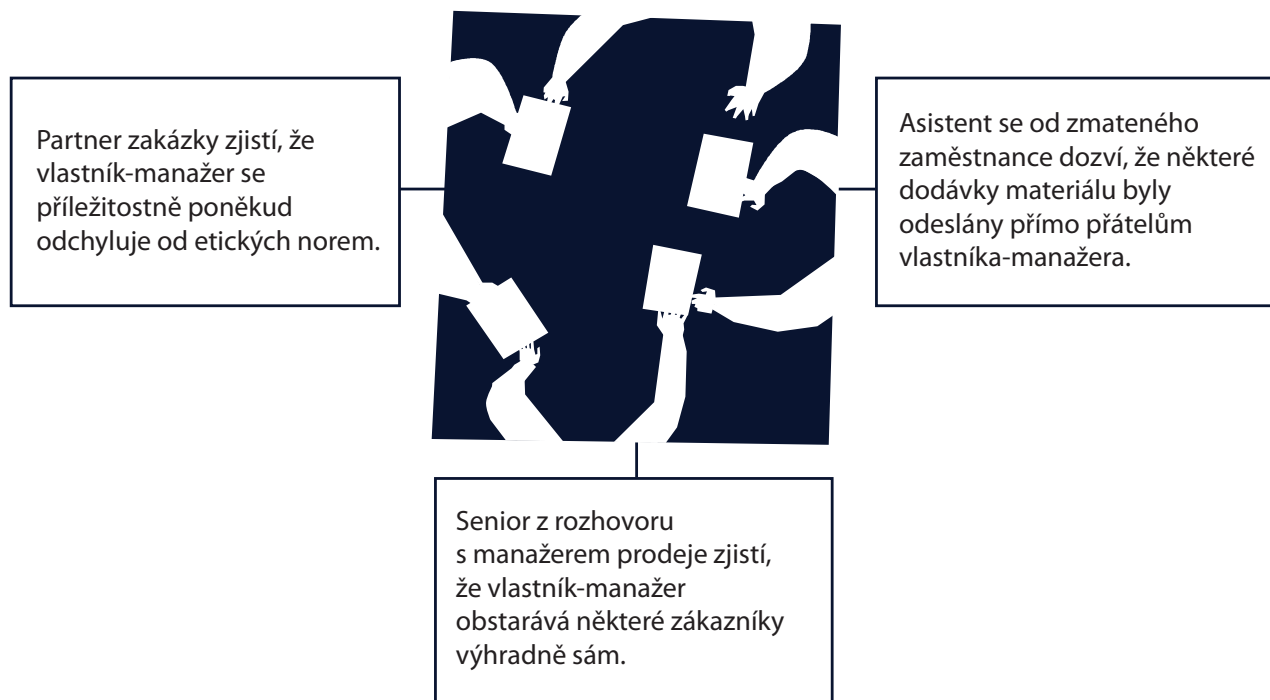 Partner zakázky zjistí, že
vlastník-manažer se
příležitostně poněkud
odchyluje od etických norem.
Asistent se od zmateného
zaměstnance dozví, že některé
dodávky materiálu byly
odeslány přímo přátelům
vlastníka-manažera.
Senior z rozhovoru
s manažerem prodeje zjistí,
že vlastník-manažer
obstarává některé zákazníky
výhradně sám.